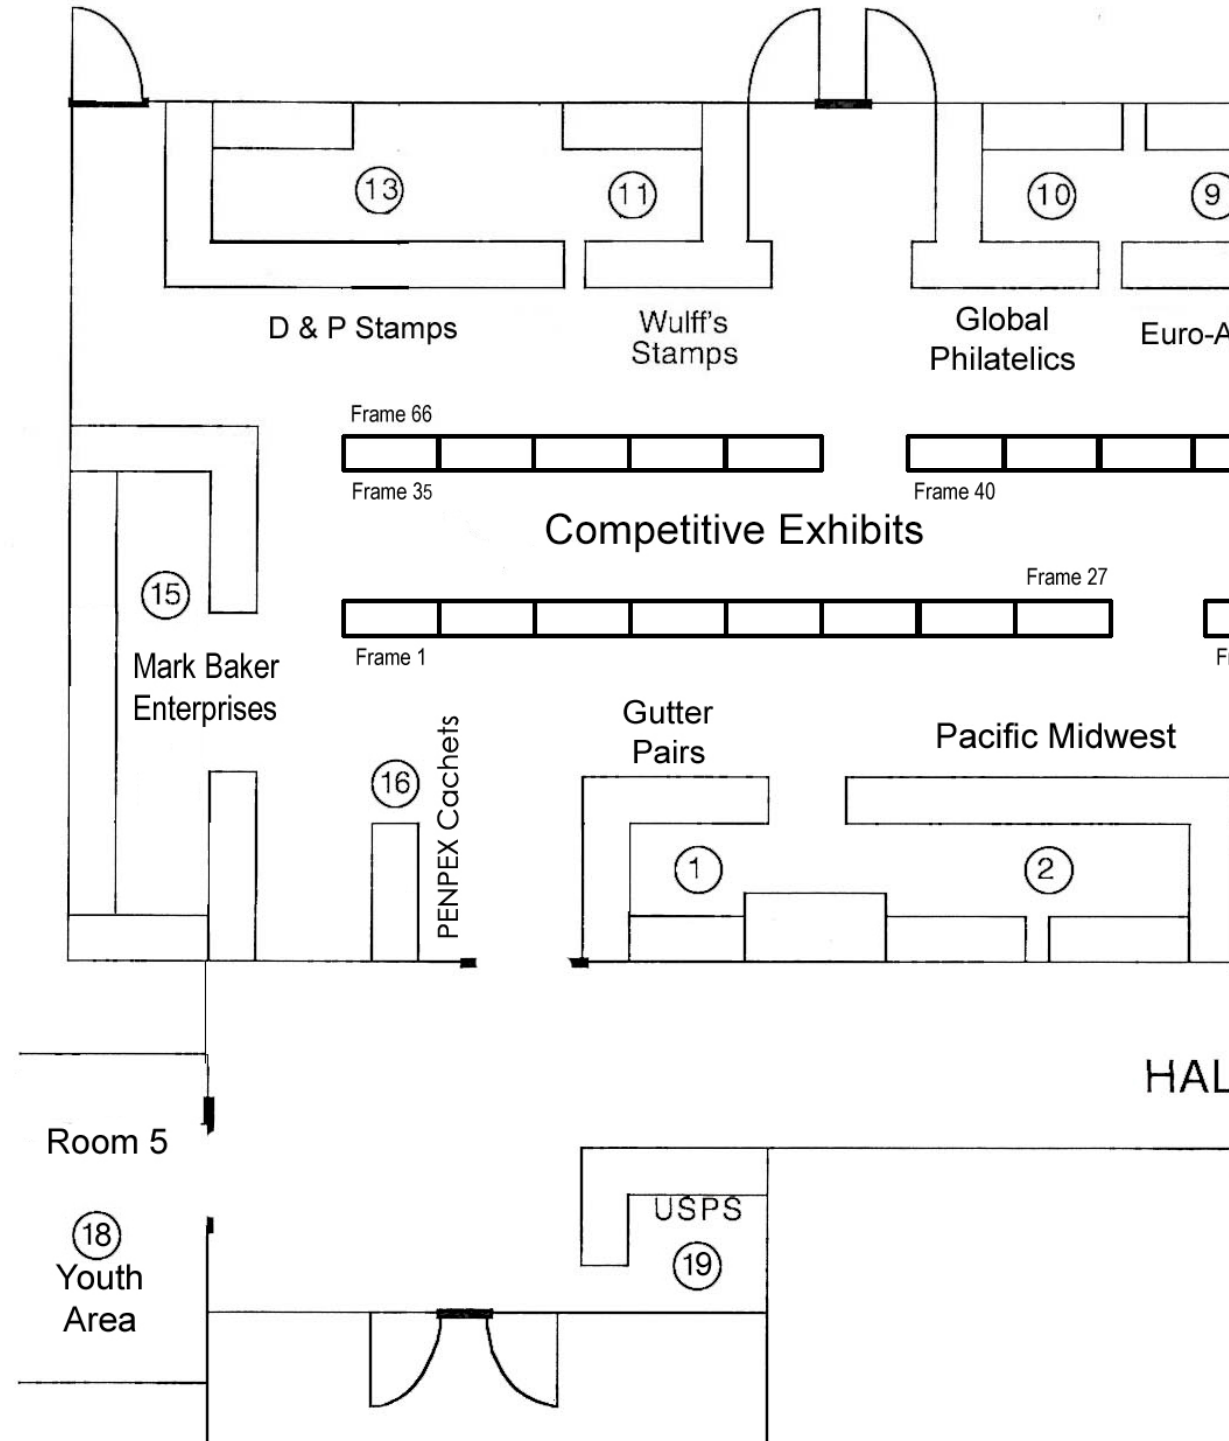 13
11
10
9
D & P Stamps
Wulff's
Stamps
Global
Philatelics
Euro-A
Frame 66
Frame 35
Frame 40
Competitive Exhibits
15
Frame 27
Mark Baker
Enterprises
Frame 1
F
Gutter
Pairs
Pacific Midwest
16
PENPEX Cachets
1
2
HAL
Room 5
USPS
18
19
Youth
Area